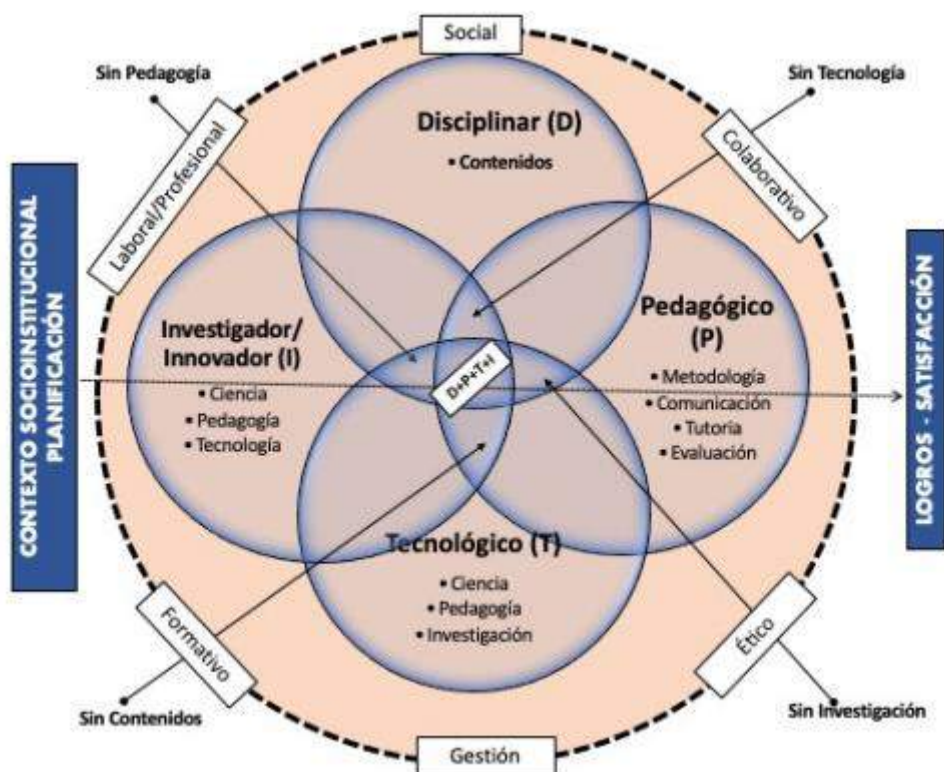 Social
Sin Pedagogía
Sin Tecnología
Disciplinar (D)
▪ Contenidos
Laboral/Profesional
Colaborativo
CONTEXTO SOCIOINSTITUCIONAL
PLANIFICACIÓN
Investigador/
Innovador (I)
▪ Ciencia
▪ Pedagogía
▪ Tecnología
D+P+T+I
Pedagógico
(P)
▪ Metodología
▪ Comunicación
▪ Tutoria
▪ Evaluación
LOGROS - SATISFACCIÓN
Tecnológico (T)
▪ Ciencia
▪ Pedagogía
▪ Investigación
Formativo
Ético
Sin Contenidos
Sin Investigación
Gestión